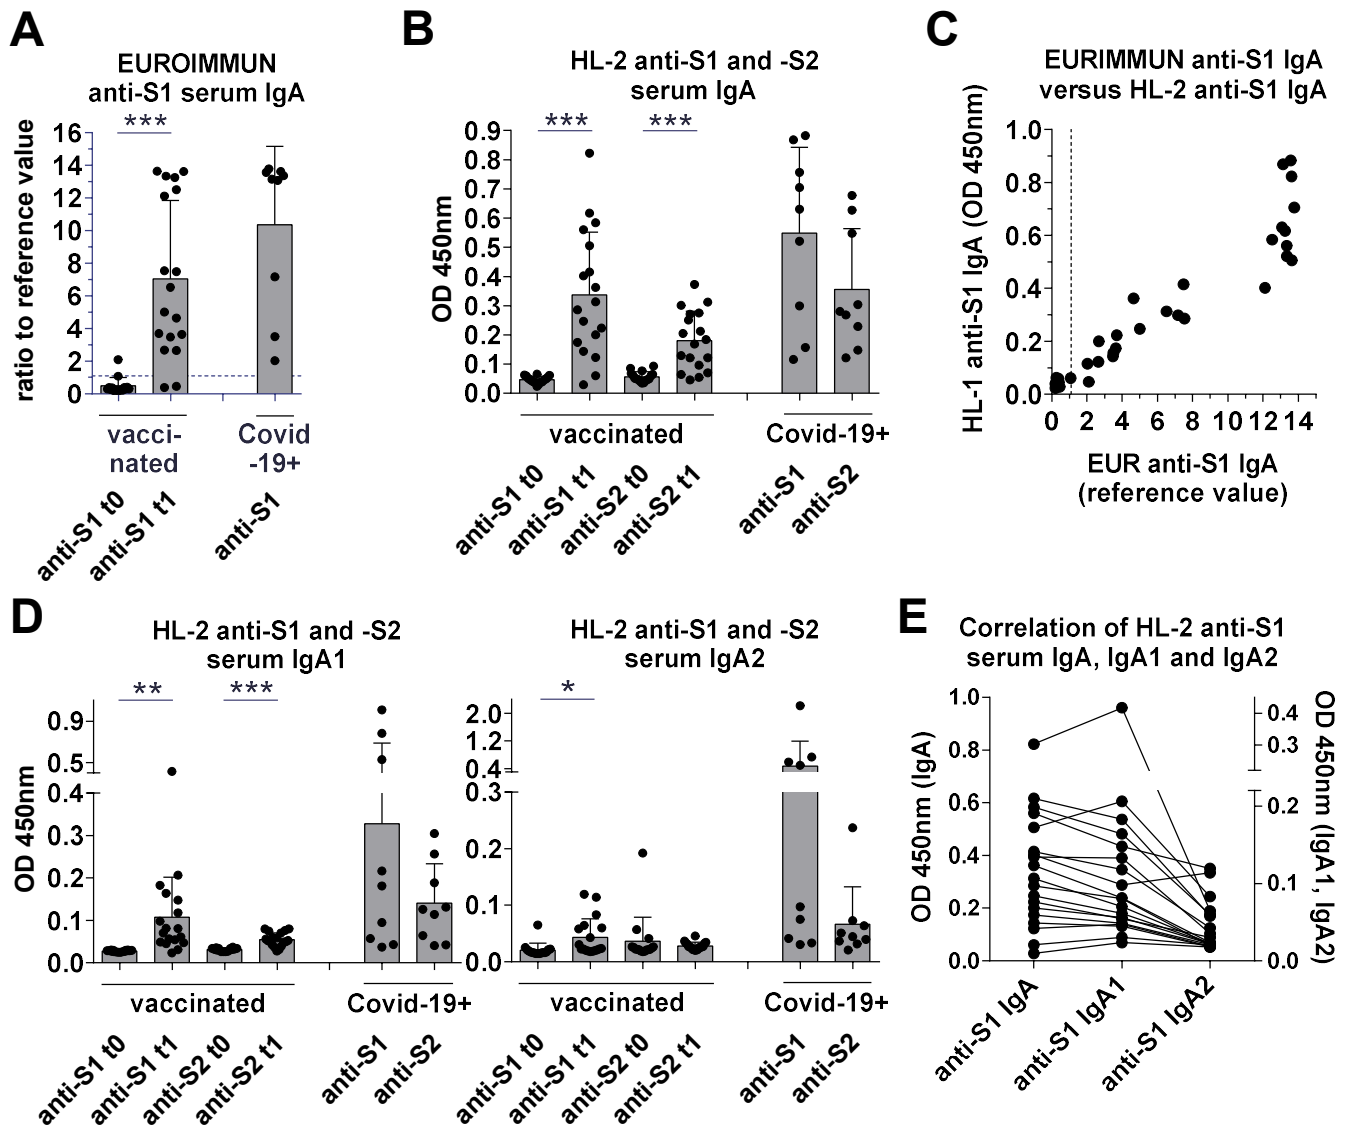 A
EUROIMMUN
anti-S1 serum IgA
ratio to reference value
***
16
14
12
10
8
6
4
2
0
vacci-
nated
Covid
-19+
anti-S1 t0
anti-S1 t1
anti-S1
B
HL-2 anti-S1 and -S2
serum IgA
OD 450nm
***
***
0.9
0.8
0.7
0.6
0.5
0.4
0.3
0.2
0.1
0.0
vaccinated
Covid-19+
anti-S1 t0
anti-S1 t1
anti-S2 t0
anti-S2 t1
anti-S1
anti-S2
C
EURIMMUN anti-S1 IgA
versus HL-2 anti-S1 IgA
HL-1 anti-S1 IgA (OD 450nm)
1.0
0.8
0.6
0.4
0.2
0.0
0 2 4 6 8 10 12 14
EUR anti-S1 IgA
(reference value)
D
HL-2 anti-S1 and -S2
serum IgA1
OD 450nm
**
***
0.9
0.5
0.4
0.3
0.2
0.1
0.0
vaccinated
Covid-19+
anti-S1 t0
anti-S1 t1
anti-S2 t0
anti-S2 t1
anti-S1
anti-S2
HL-2 anti-S1 and -S2
serum IgA2
*
2.0
1.2
0.4
0.3
0.2
0.1
0.0
vaccinated
Covid-19+
anti-S1 t0
anti-S1 t1
anti-S2 t0
anti-S2 t1
anti-S1
anti-S2
E
Correlation of HL-2 anti-S1
serum IgA, IgA1 and IgA2
OD 450nm (IgA)
1.0
0.8
0.6
0.4
0.2
0.0
0.4
0.3
0.2
0.1
0.0
OD 450nm (IgA1, IgA2)
anti-S1 IgA
anti-S1 IgA1
anti-S1 IgA2